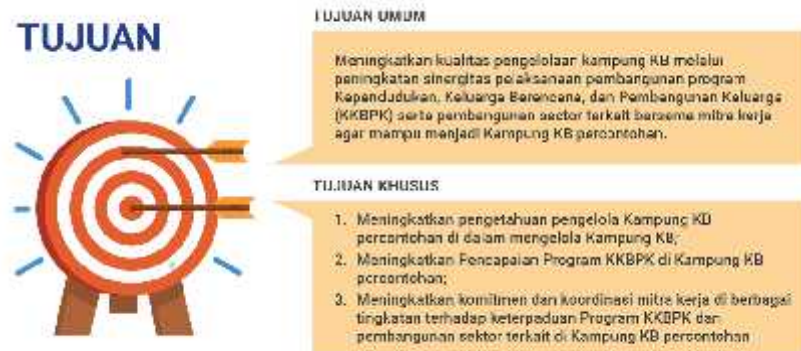 TUJUAN
TUJUAN UMUM
Meningkatkan kualitas pengelolaan kampung KB melalui
peningkatan sinergitas pelaksanaan pembangunan program
Kependudukan, Keluarga Berencana, dan Pembangunan Keluarga
(KKBPK) serta pembangunan sector terkait bersama mitra kerja
agar mampu menjadi Kampung KB percontohan.
TUJUAN KHUSUS
1. Meningkatkan pengetahuan pengelola Kampung KB
percontohan di dalam mengelola Kampung KB;
2. Meningkatkan Pencapaian Program KKBPK di Kampung KB
percontohan;
3. Meningkatkan komitmen dan koordinasi mitra kerja di berbagai
tingkatan terhadap keterpaduan Program KKBPK dan
pembangunan sektor terkait di Kampung KB percontohan